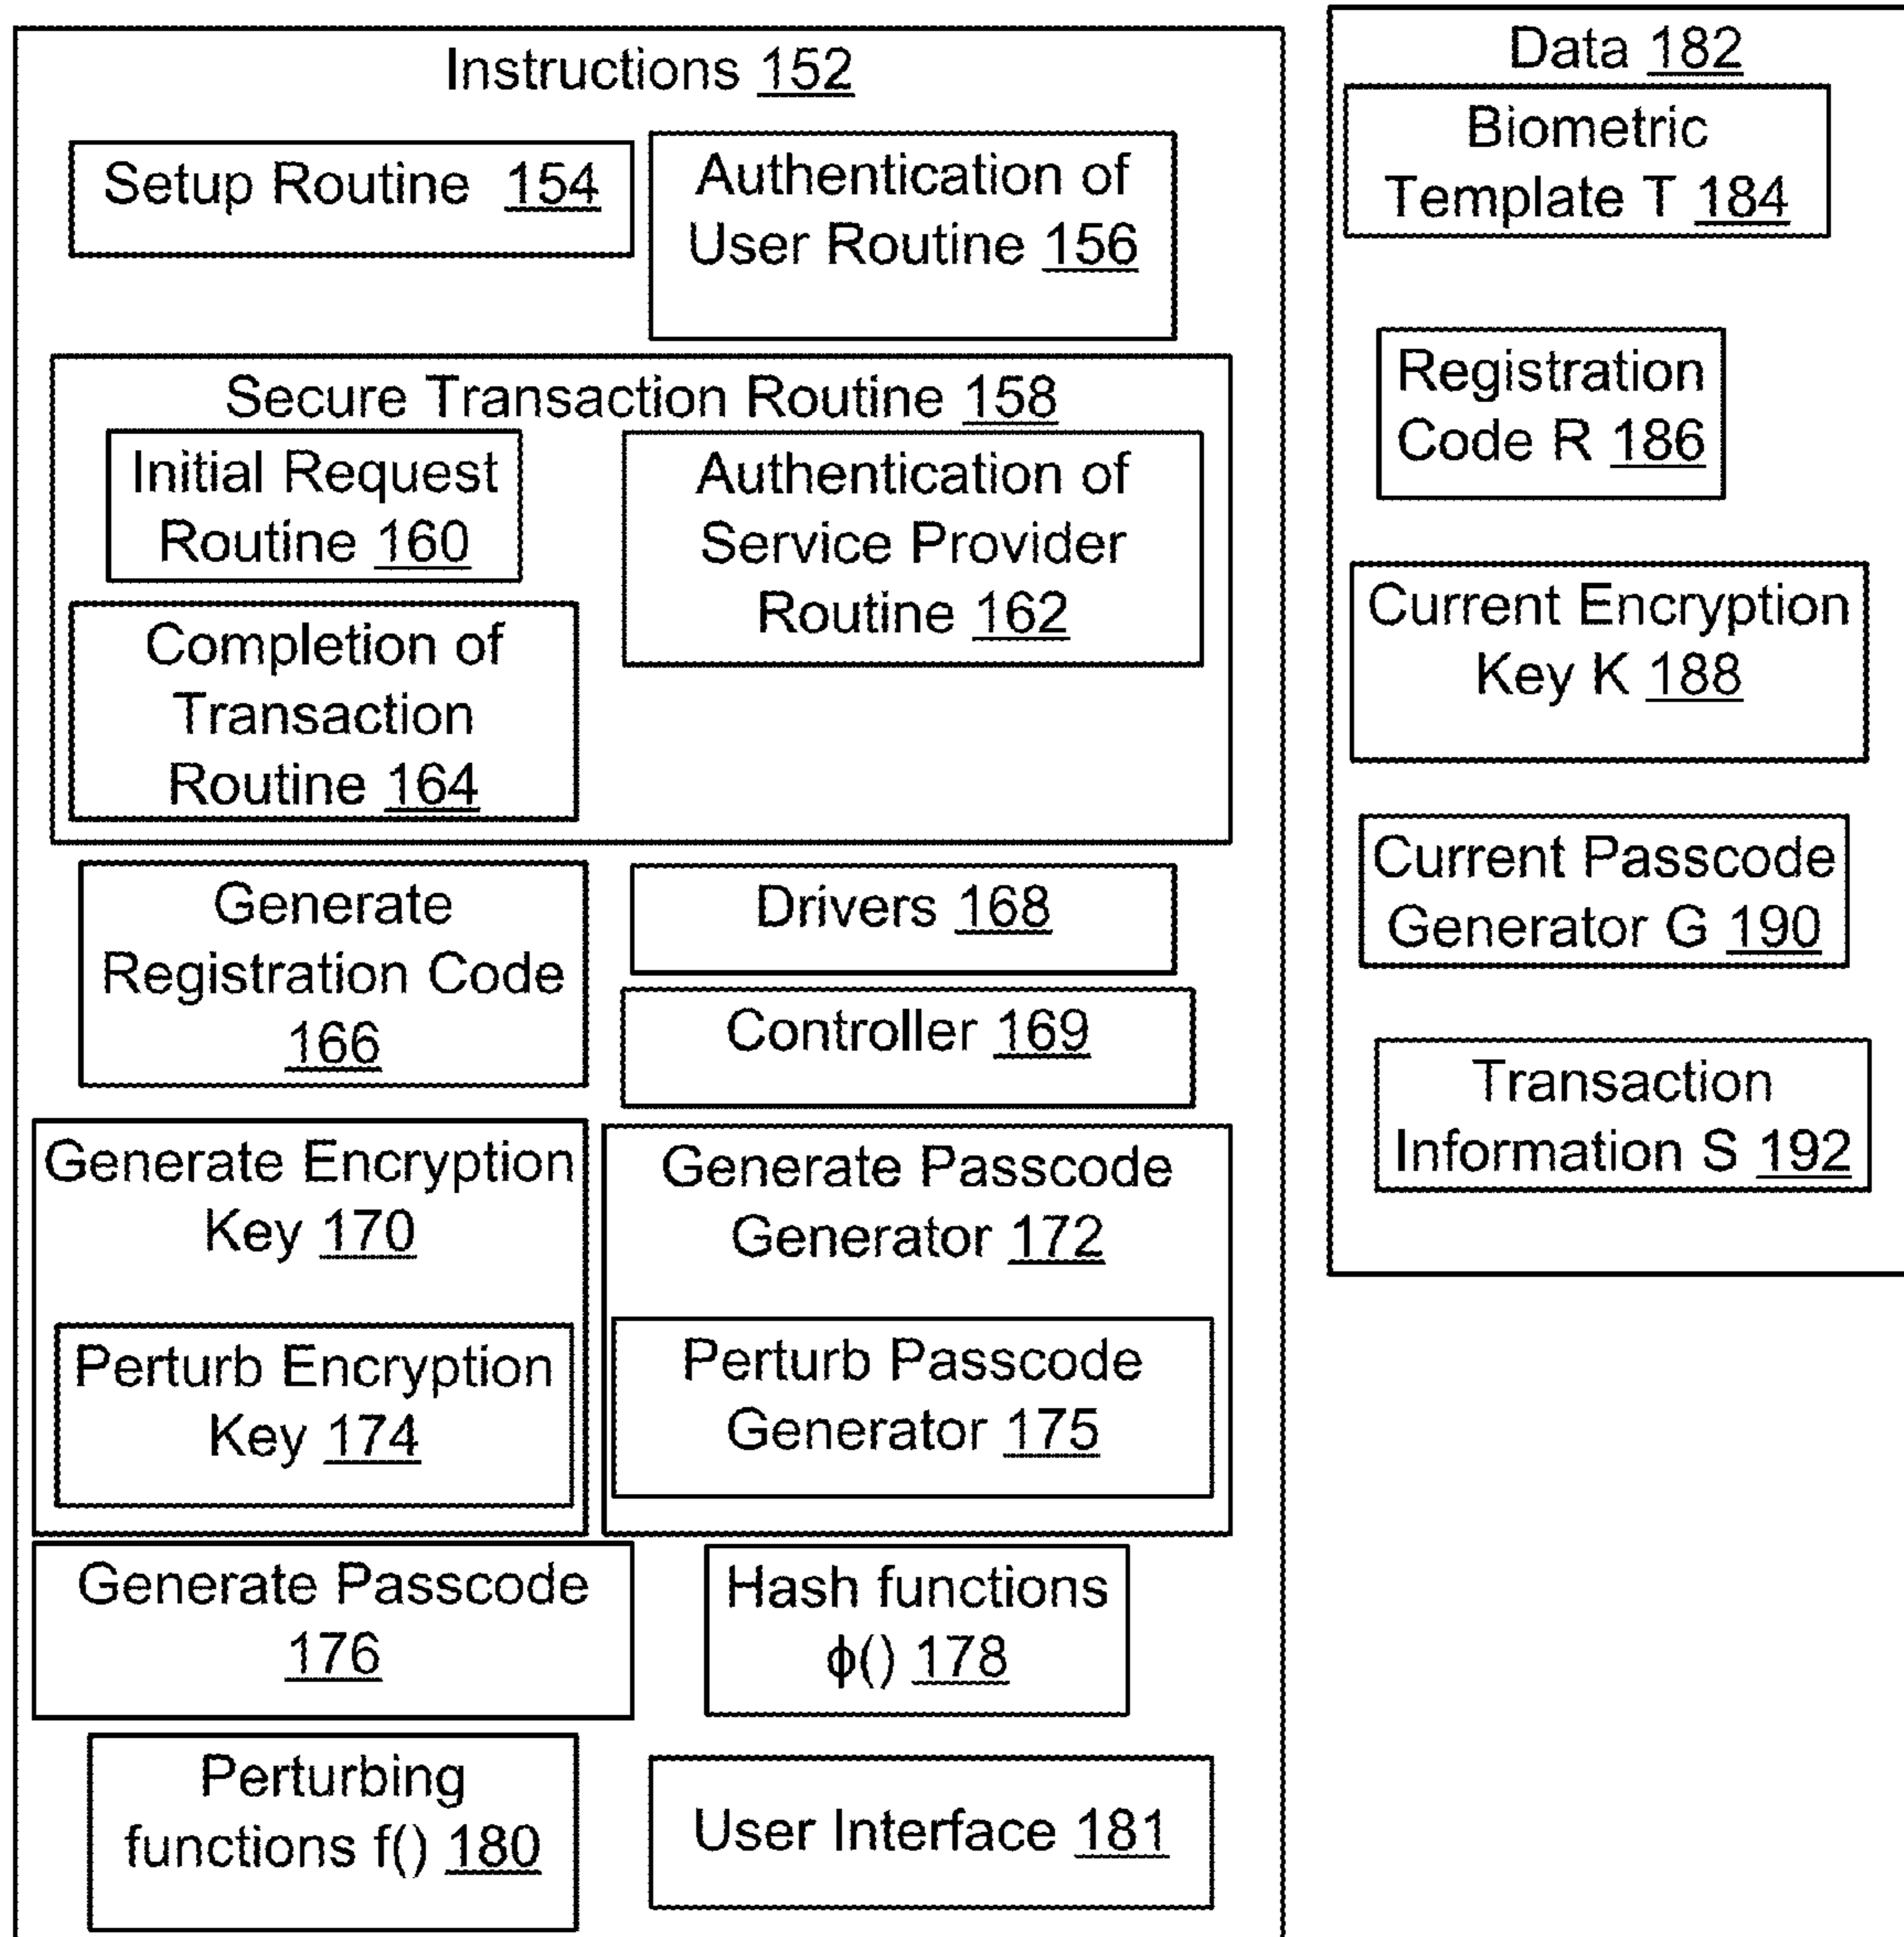 Instructions 152
Setup Routine 154
Authentication of
User Routine 156
Secure Transaction Routine 158
Initial Request
Routine 160
Authentication of
Service Provider
Routine 162
Completion of
Transaction
Routine 164
Generate
Registration Code
166
Drivers 168
Controller 169
Generate Encryption
Key 170
Perturb Encryption
Key 174
Generate Passcode
Generator 172
Perturb Passcode
Generator 175
Generate Passcode
176
Hash functions
ϕ() 178
Perturbing
functions f() 180
User Interface 181
Data 182
Biometric
Template T 184
Registration
Code R 186
Current Encryption
Key K 188
Current Passcode
Generator G 190
Transaction
Information S 192